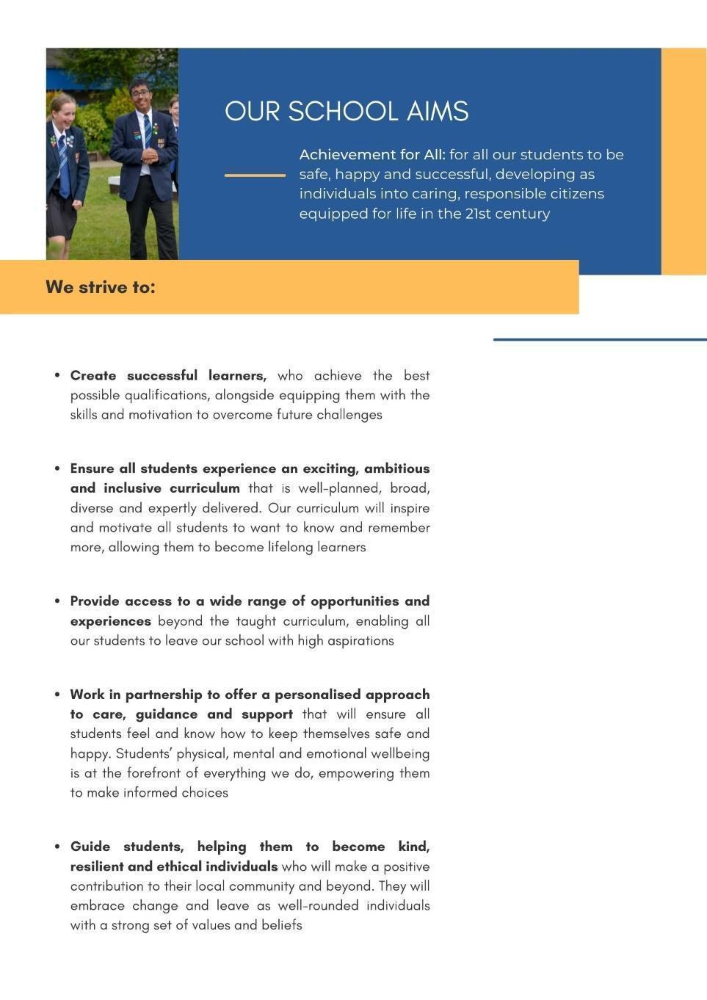 OUR SCHOOL AIMS
Achievement for All: for all our students to be
safe, happy and successful, developing as
individuals into caring, responsible citizens
equipped for life in the 21st century
We strive to:
• Create successful learners, who achieve the best
possible qualifications, alongside equipping them with the
skills and motivation to overcome future challenges
• Ensure all students experience an exciting, ambitious
and inclusive curriculum that is well-planned, broad,
diverse and expertly delivered. Our curriculum will inspire
and motivate all students to want to know and remember
more, allowing them to become lifelong learners
• Provide access to a wide range of opportunities and
experiences beyond the taught curriculum, enabling all
our students to leave our school with high aspirations
• Work in partnership to offer a personalised approach
to care, guidance and support that will ensure all
students feel and know how to keep themselves safe and
happy. Students’ physical, mental and emotional wellbeing
is at the forefront of everything we do, empowering them
to make informed choices
• Guide students, helping them to become kind,
resilient and ethical individuals who will make a positive
contribution to their local community and beyond. They will
embrace change and leave as well-rounded individuals
with a strong set of values and beliefs